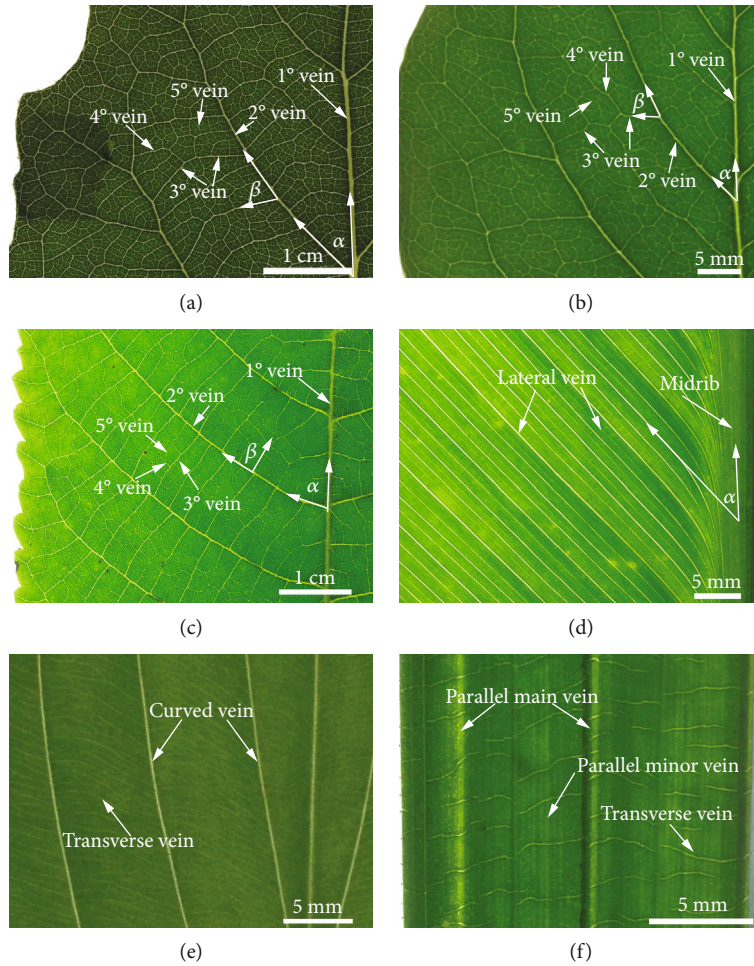 1° vein
5° vein
2° vein
4° vein
3° vein
β
α
1 cm
(a)
4° vein
1° vein
β
5° vein
3° vein
2° vein
α
5 mm
(b)
1° vein
2° vein
5° vein
β
4° vein
3° vein
α
1 cm
(c)
Lateral vein
Midrib
α
5 mm
(d)
Curved vein
Transverse vein
5 mm
(e)
Parallel main vein
Parallel minor vein
Transverse vein
5 mm
(f)